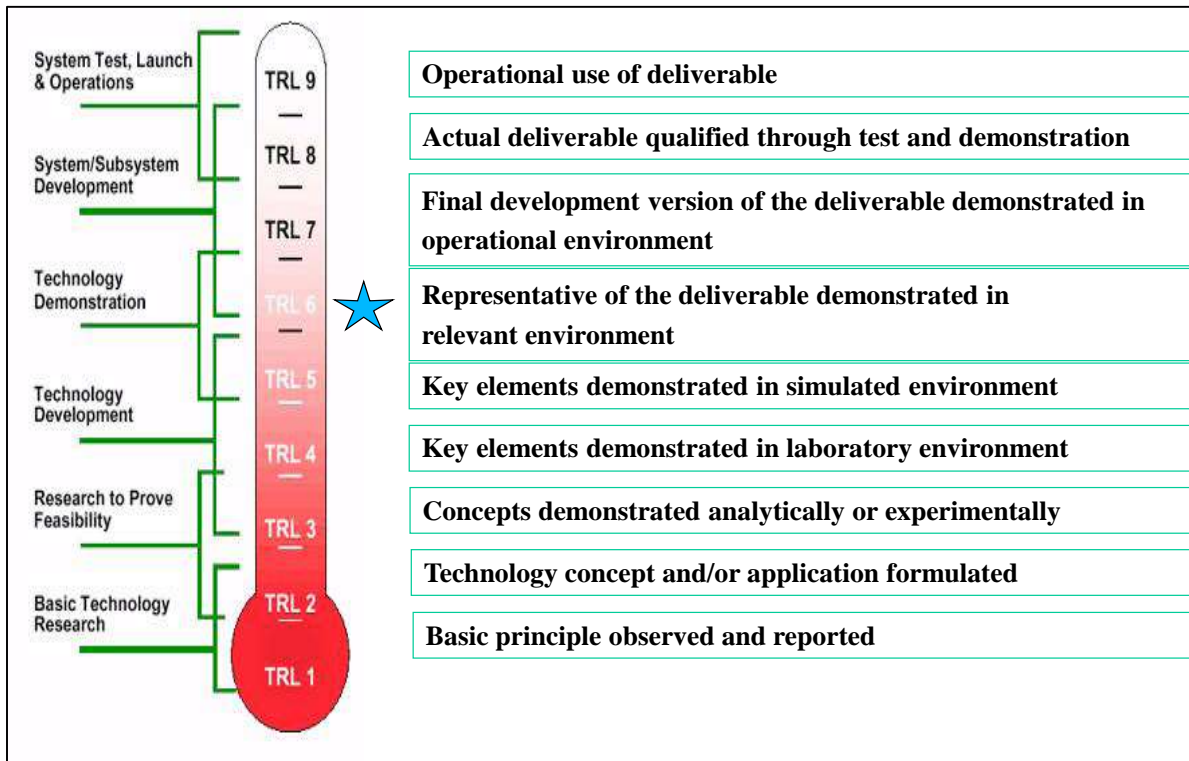 System Test, Launch
& Operations
System/Subsystem
Development
Technology
Demonstration
Technology
Development
Research to Prove
Feasibility
Basic Technology
Research
TRL 9
TRL 8
TRL 7
TRL 6
TRL 5
TRL 4
TRL 3
TRL 2
TRL 1
Operational use of deliverable
Actual deliverable qualified through test and demonstration
Final development version of the deliverable demonstrated in
operational environment
Representative of the deliverable demonstrated in
relevant environment
Key elements demonstrated in simulated environment
Key elements demonstrated in laboratory environment
Concepts demonstrated analytically or experimentally
Technology concept and/or application formulated
Basic principle observed and reported